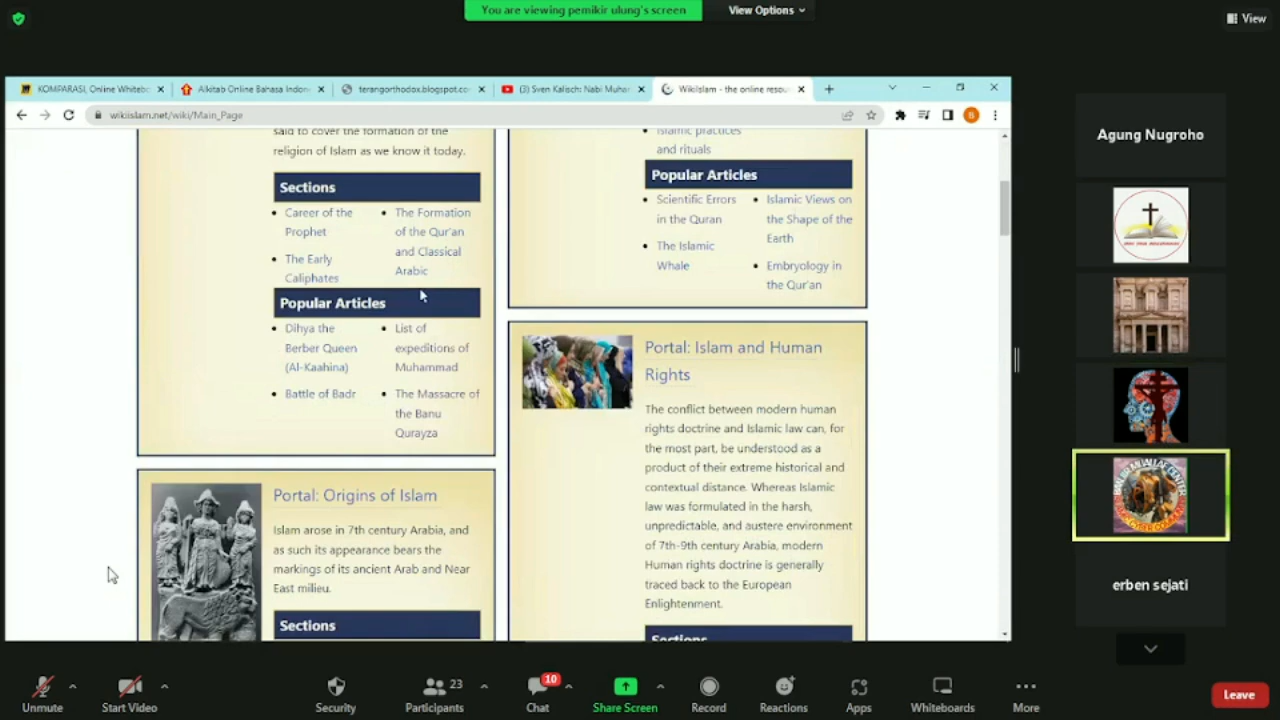 You are viewing pemikir ulung's screen
View Options
View
KOMPARASI, Online Whiteb
Alkitab Online Bahasa Indon
terangorthodox.blogspot.co
(3) Sven Kalisch: Nabi Muha
WikiIslam - the online resou
wikiislam.net/wiki/Main_Page
B
said to cover the formation of the
religion of Islam as we know it today.
Sections
Career of the
Prophet
The Early
Caliphates
The Formation
of the Qur'an
and Classical
Arabic
Popular Articles
Dihya the
Berber Queen
(Al-Kaahina)
Battle of Badr
List of
expeditions of
Muhammad
The Massacre of
the Banu
Qurayza
Portal: Origins of Islam
Islam arose in 7th century Arabia, and
as such its appearance bears the
markings of its ancient Arab and Near
East milieu.
Sections
Islamic practices
and rituals
Popular Articles
Scientific Errors
in the Quran
The Islamic
Whale
Islamic Views on
the Shape of the
Earth
Embryology in
the Qur'an
Portal: Islam and Human
Rights
The conflict between modern human
rights doctrine and Islamic law can, for
the most part, be understood as a
product of their extreme historical and
contextual distance. Whereas Islamic
law was formulated in the harsh,
unpredictable, and austere environment
of 7th-9th century Arabia, modern
Human rights doctrine is generally
traced back to the European
Enlightenment.
Sections
Agung Nugroho
erben sejati
Unmute
Start Video
Security
23
Participants
10
Chat
Share Screen
Record
Reactions
Apps
Whiteboards
More
Leave